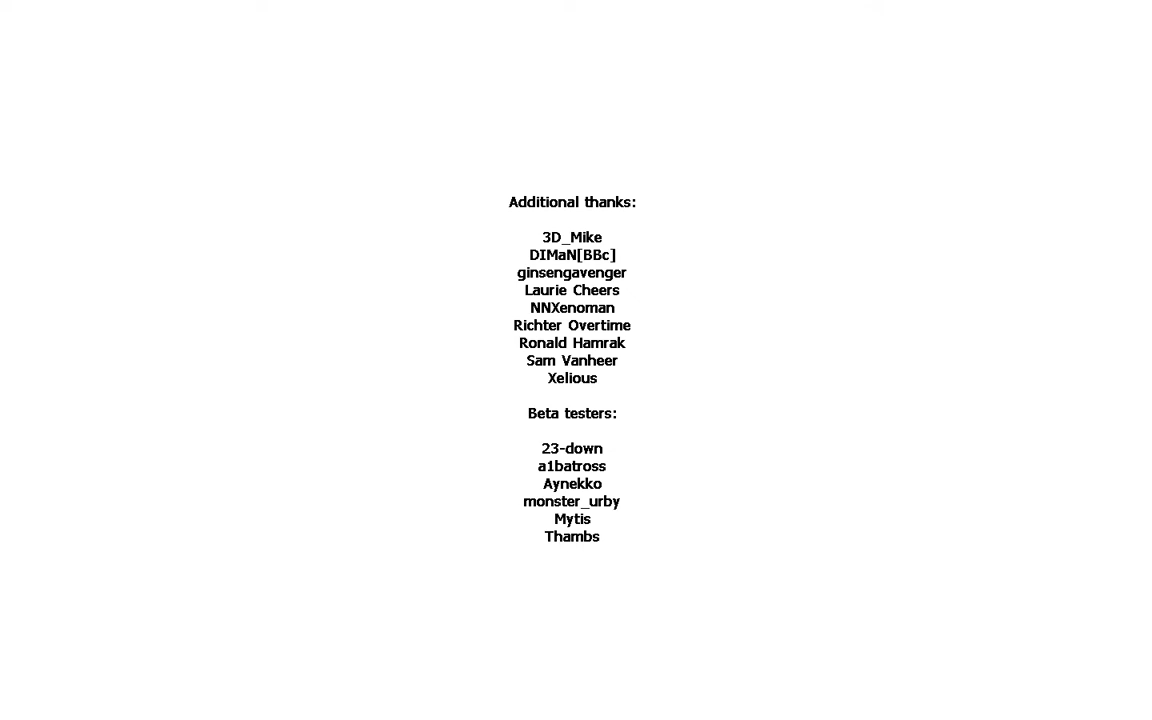 Additional thanks:
3D_Mike
DIMaN[BBc]
ginsengavenger
Laurie Cheers
NNXenoman
Richter Overtime
Ronald Hamrak
Sam Vanheer
Xelious
Beta testers:
23-down
a1batross
Aynekko
monster_urby
Mytis
Thambs